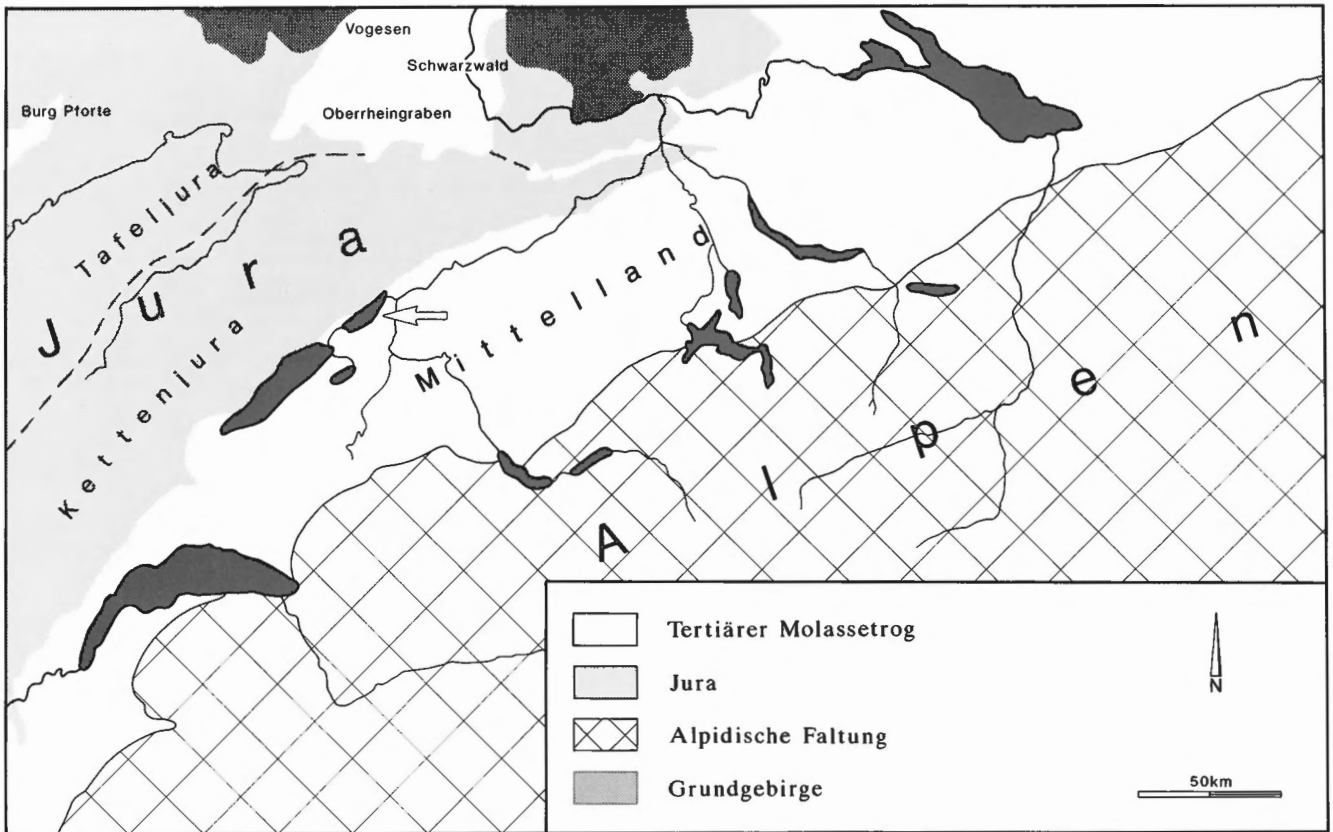 Vogesen
Schwarzwald
Burg Pforte
Oberrheingraben
Tafeljura
Jura
Kettenjura
Mittelland
Alpen
Tertiärer Molassetrog
Jura
Alpidische Faltung
Grundgebirge
N
50km